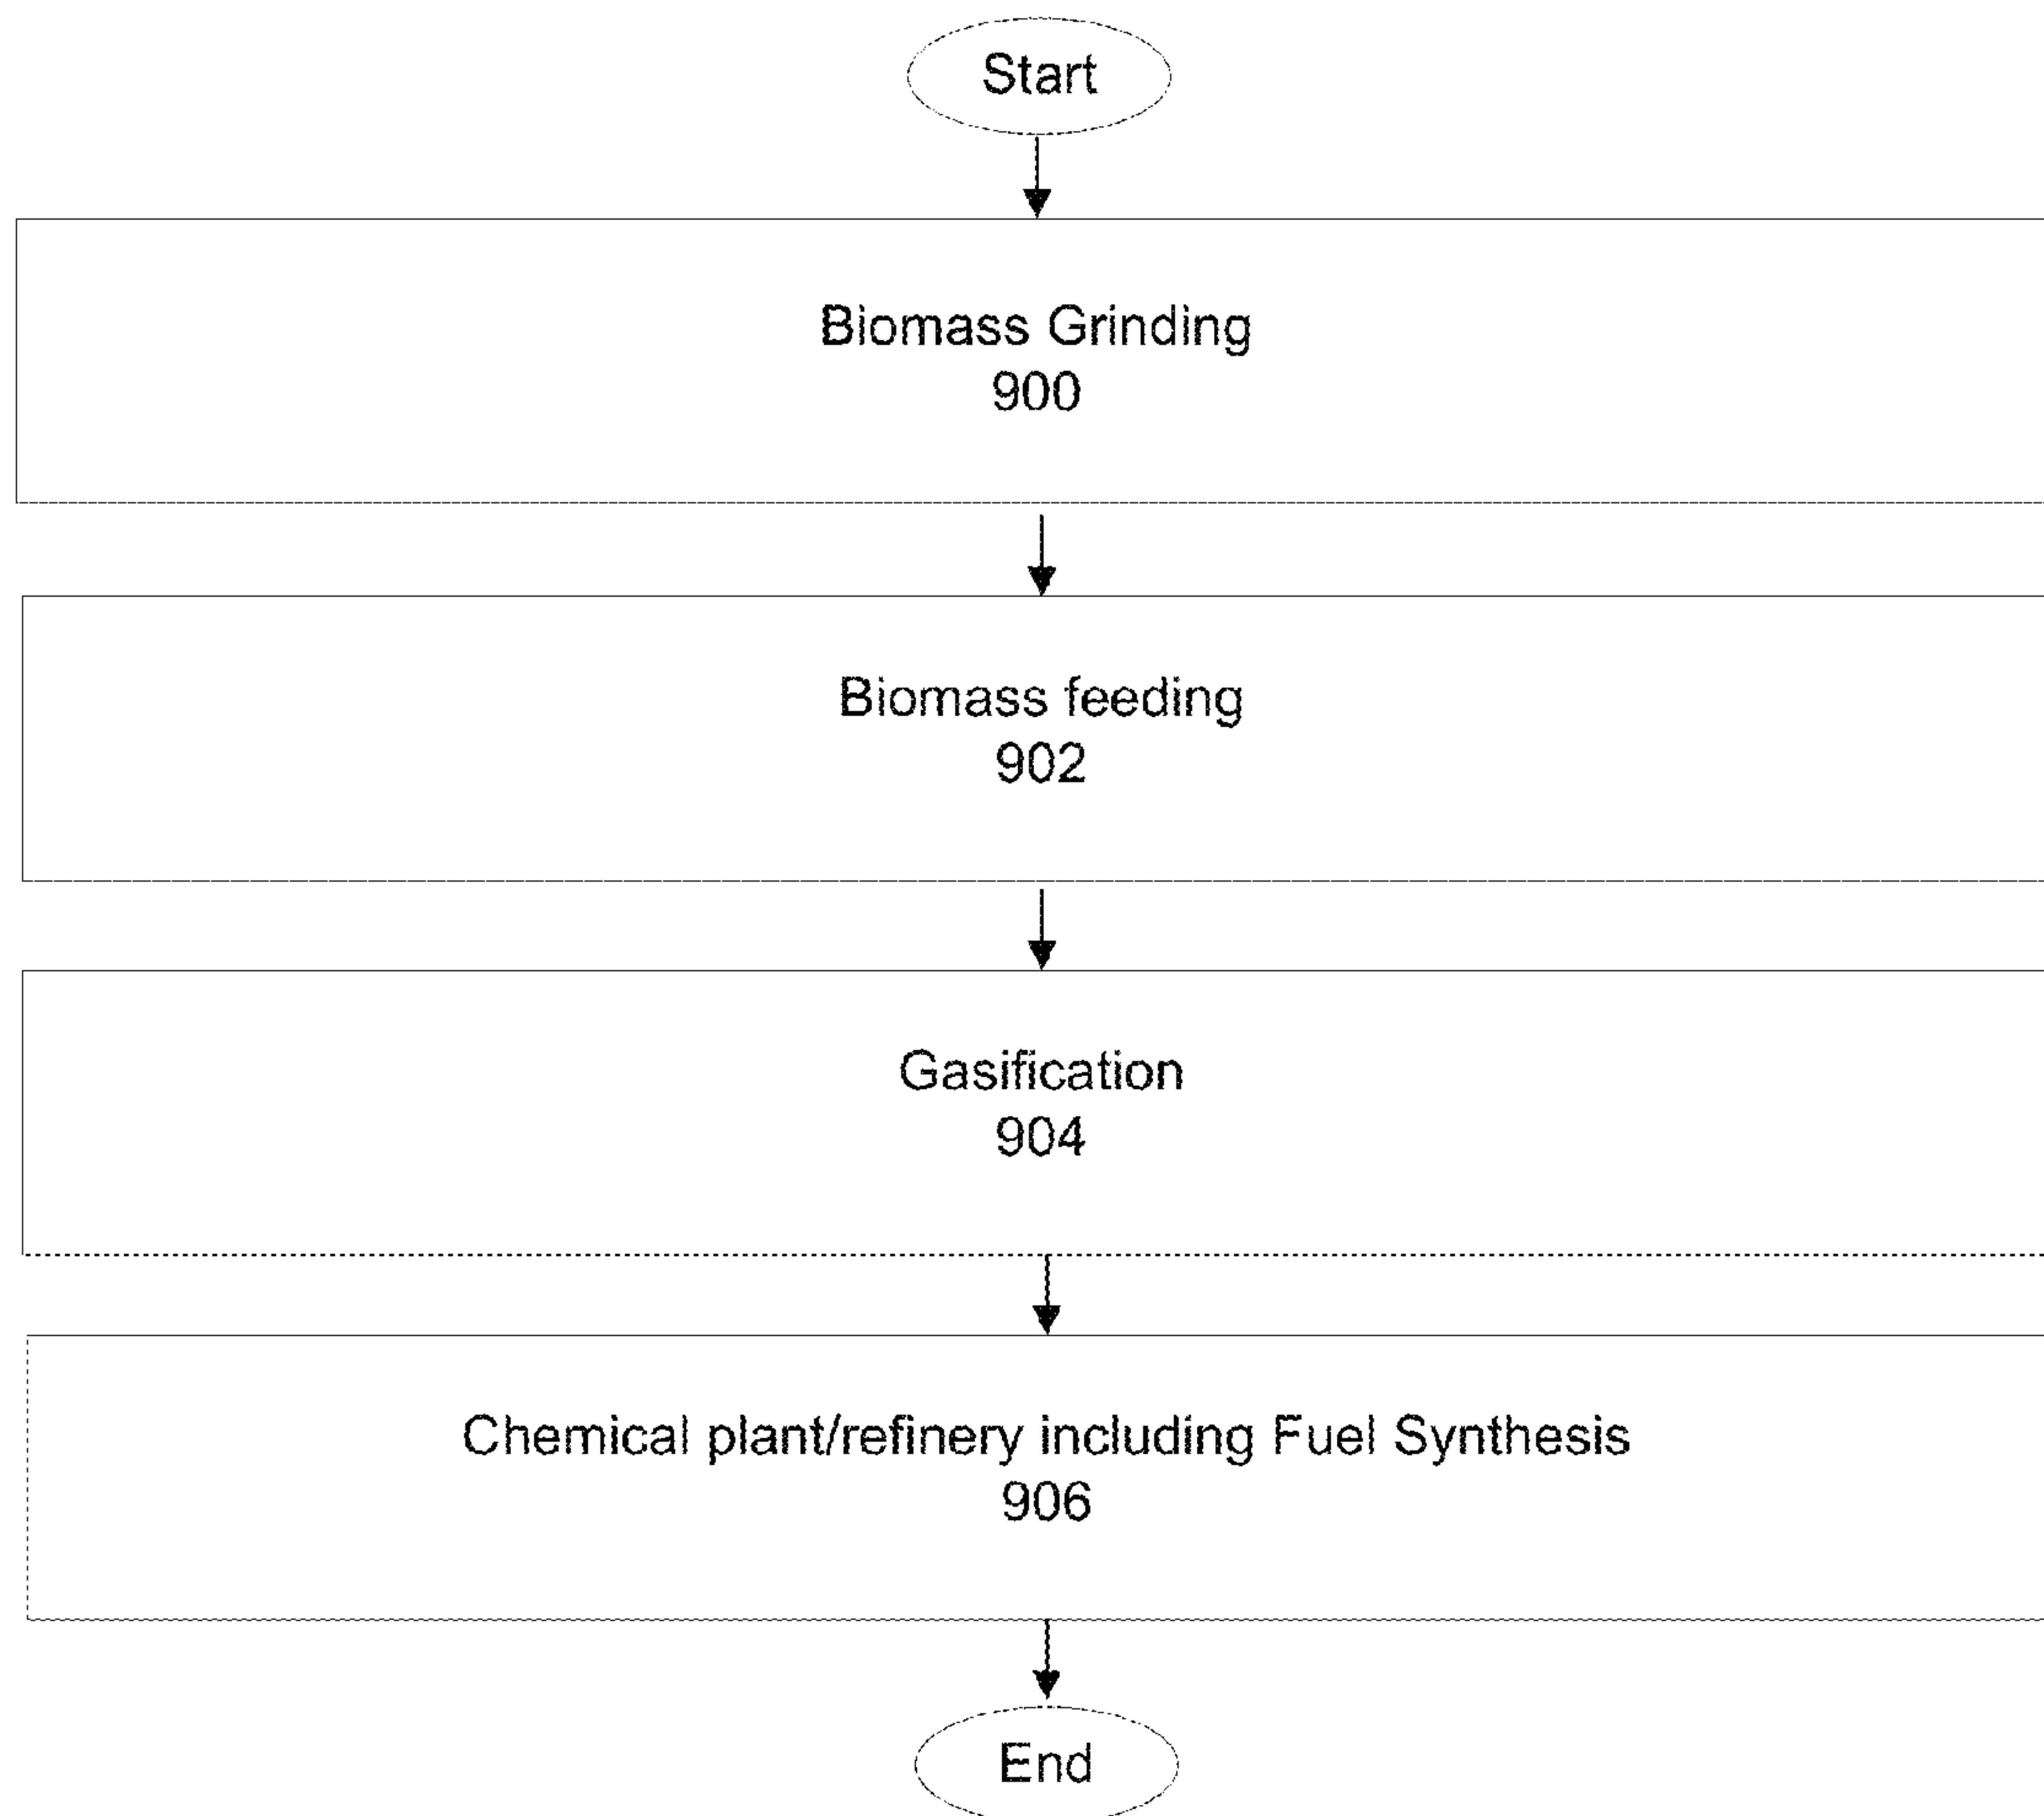 Start
Biomass Grinding
900
Biomass feeding
902
Gasification
904
Chemical plant/refinery including Fuel Synthesis
906
End